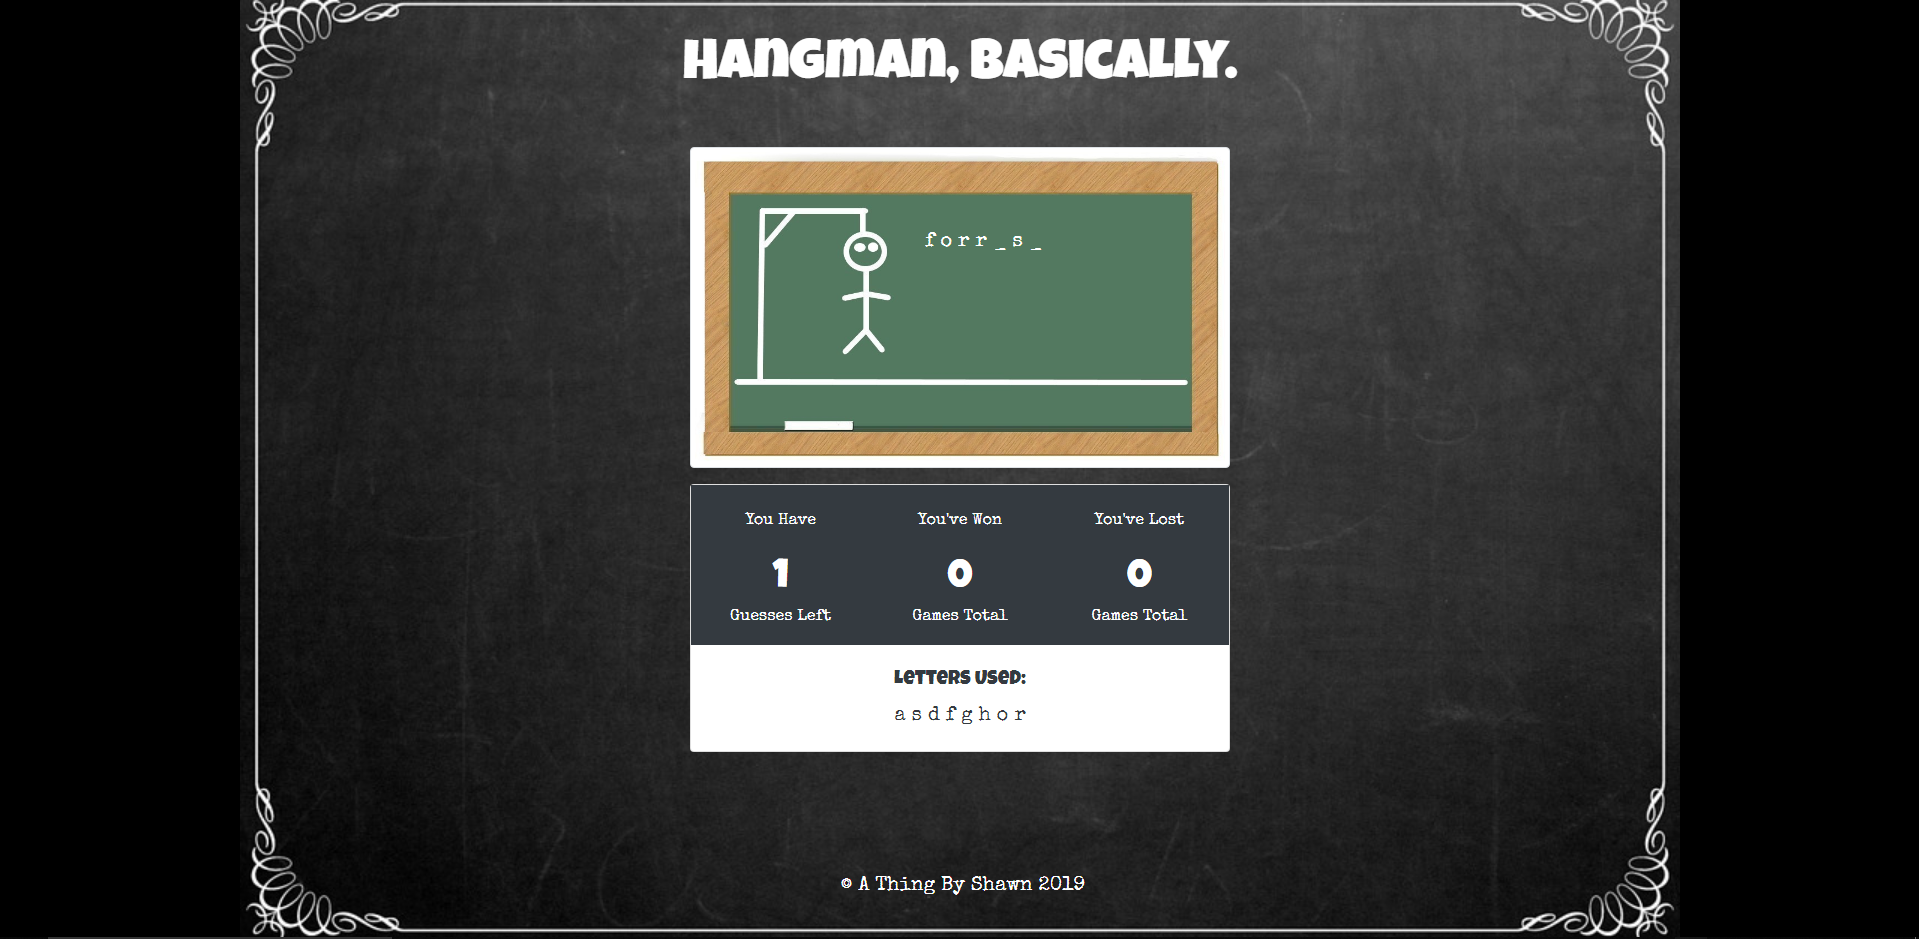 Hangman, Basically.
forr_s_
You Have
You've Won
You've Lost
1
0
0
Guesses Left
Games Total
Games Total
Letters Used:
a s d f g h o r
© A Thing By Shawn 2019